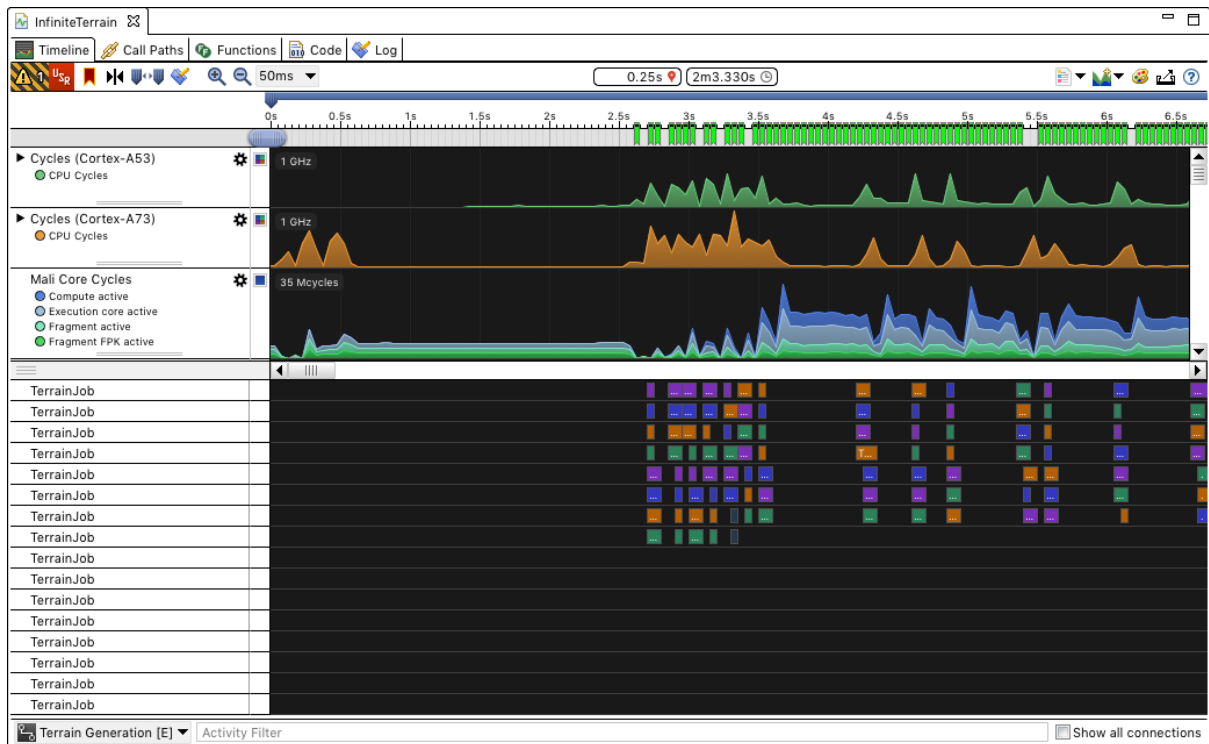 InfiniteTerrain
Timeline Call Paths Functions Code Log
1 USR 50ms 0.25s 2m3.330s
0s 0.5s 1s 1.5s 2s 2.5s 3s 3.5s 4s 4.5s 5s 5.5s 6s 6.5s
Cycles (Cortex-A53) 1 GHz
CPU Cycles
Cycles (Cortex-A73) 1 GHz
CPU Cycles
Mali Core Cycles 35 Mcycles
Compute active
Execution core active
Fragment active
Fragment FPK active
TerrainJob
TerrainJob
TerrainJob
TerrainJob T...
TerrainJob
TerrainJob
TerrainJob
TerrainJob
TerrainJob
TerrainJob
TerrainJob
TerrainJob
TerrainJob
TerrainJob
TerrainJob
TerrainJob
Terrain Generation [E] Activity Filter Show all connections